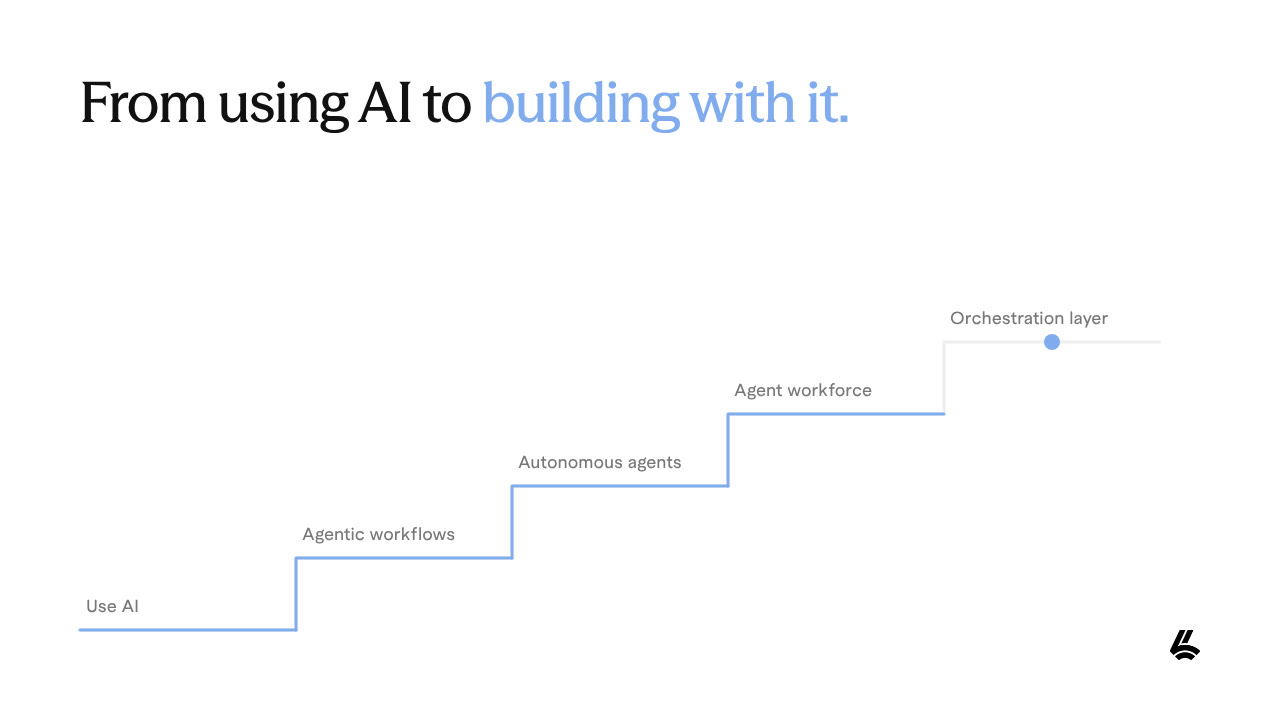 From using AI to building with it.
Orchestration layer
Agent workforce
Autonomous agents
Agentic workflows
Use AI